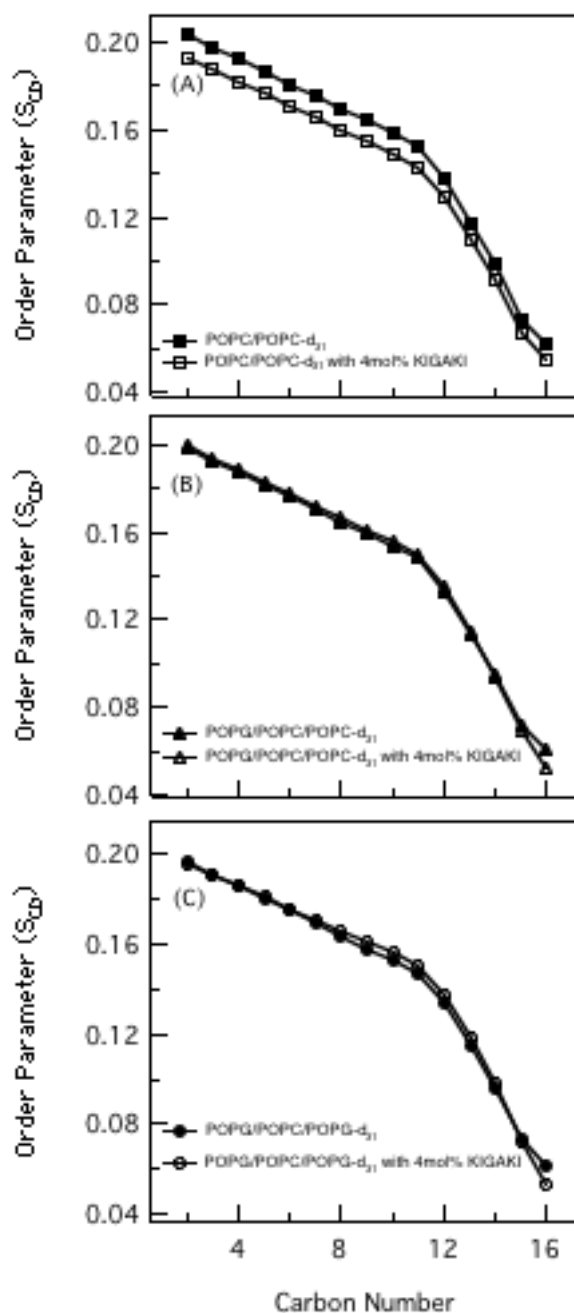 0.20
(A)
0.16
0.12
0.08
0.04
Order Parameter (S_CD)
POPC/POPC-d₃₁
POPC/POPC-d₃₁ with 4mol% KIGAKI
0.20
(B)
0.16
0.12
0.08
0.04
Order Parameter (S_CD)
POPG/POPC/POPC-d₃₁
POPG/POPC/POPC-d₃₁ with 4mol% KIGAKI
0.20
(C)
0.16
0.12
0.08
0.04
Order Parameter (S_CD)
POPG/POPC/POPG-d₃₁
POPG/POPC/POPG-d₃₁ with 4mol% KIGAKI
4 8 12 16
Carbon Number